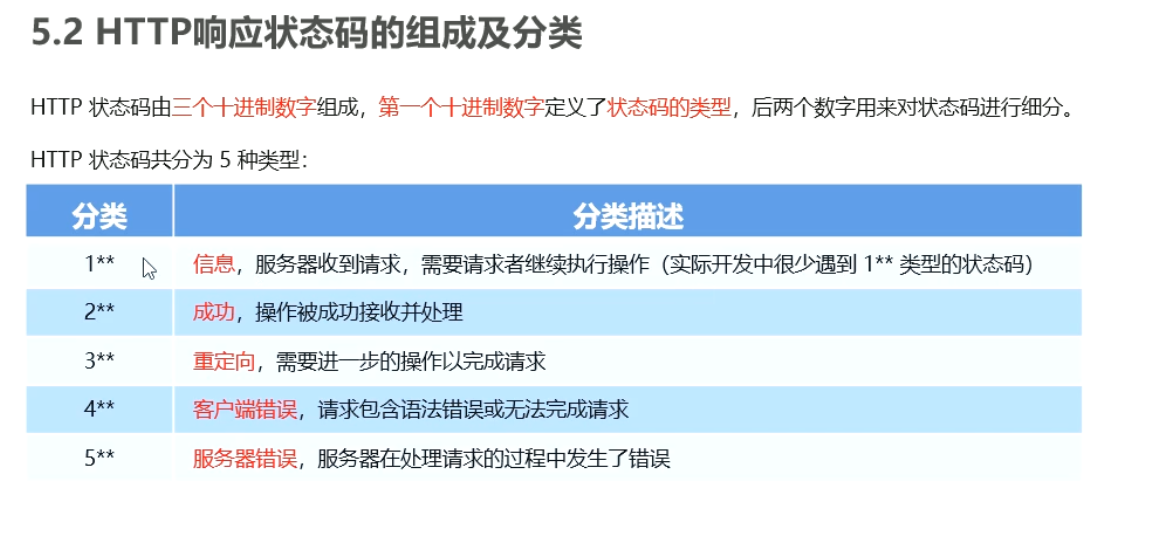 5.2 HTTP响应状态码的组成及分类
HTTP 状态码由三个十进制数字组成，第一个十进制数字定义了状态码的类型，后两个数字用来对状态码进行细分。
HTTP 状态码共分为 5 种类型：
分类 分类描述
1** 信息，服务器收到请求，需要请求者继续执行操作（实际开发中很少遇到 1** 类型的状态码）
2** 成功，操作被成功接收并处理
3** 重定向，需要进一步的操作以完成请求
4** 客户端错误，请求包含语法错误或无法完成请求
5** 服务器错误，服务器在处理请求的过程中发生了错误